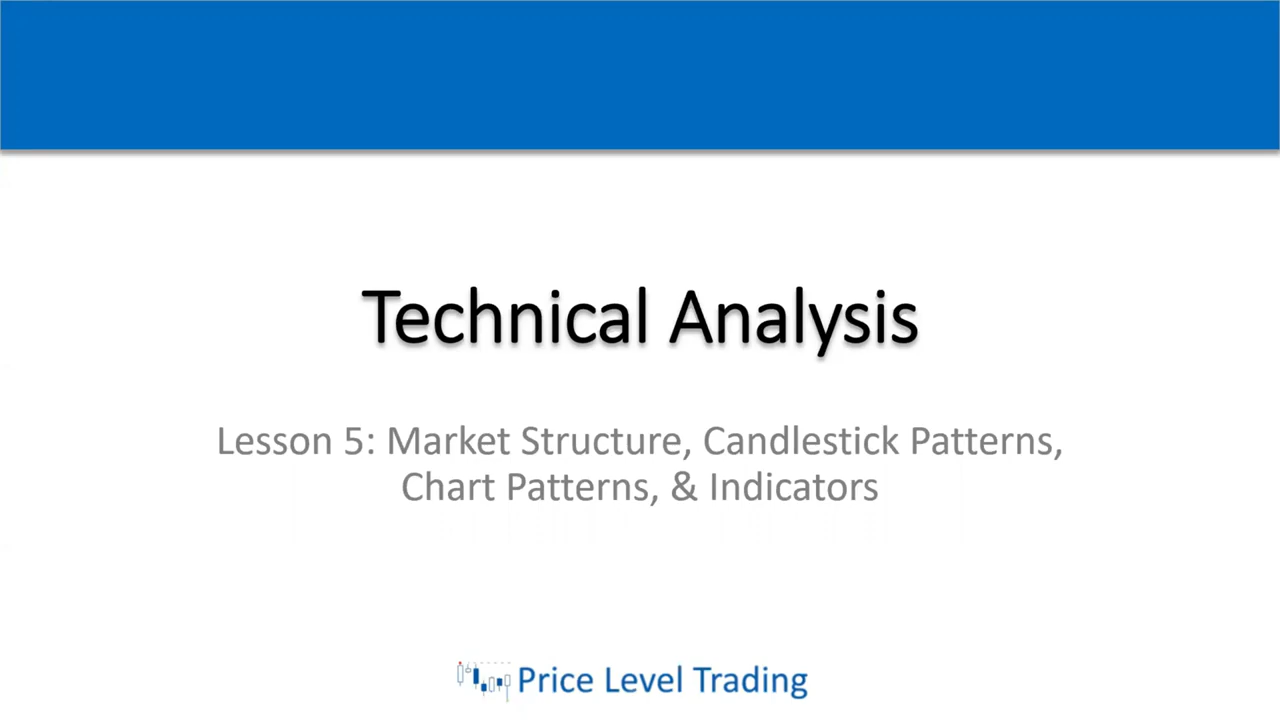 Technical Analysis
Lesson 5: Market Structure, Candlestick Patterns,
Chart Patterns, & Indicators
Price Level Trading